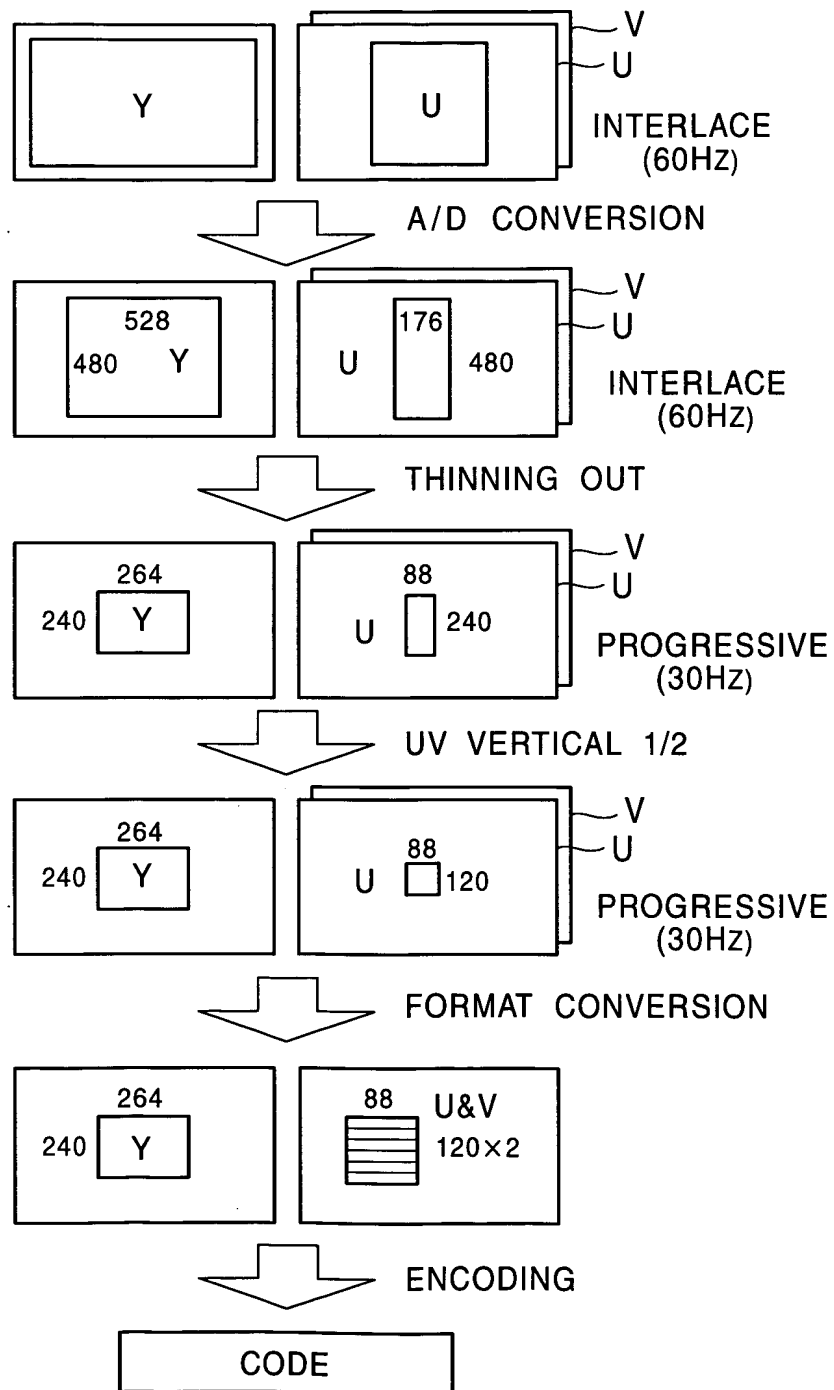 Y
U
V
U
INTERLACE
(60Hz)
A/D CONVERSION
528
480 Y
176
U 480
V
U
INTERLACE
(60Hz)
THINNING OUT
264
240 Y
88
U 240
V
U
PROGRESSIVE
(30Hz)
UV VERTICAL 1/2
264
240 Y
88
U 120
V
U
PROGRESSIVE
(30Hz)
FORMAT CONVERSION
264
240 Y
88 U&V
120×2
ENCODING
CODE